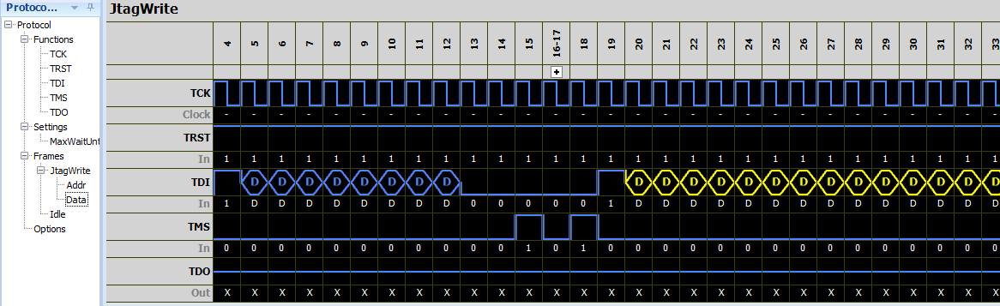 Protoco...
Protocol
Functions
TCK
TRST
TDI
TMS
TDO
Settings
MaxWaitUnt
Frames
JtagWrite
Addr
Data
Idle
Options
JtagWrite
4 5 6 7 8 9 10 11 12 13 14 15 16-17 18 19 20 21 22 23 24 25 26 27 28 29 30 31 32 33
+
TCK
Clock - - - - - - - - - - - - - - - - - - - - - - - - - - - - -
TRST
In 1 1 1 1 1 1 1 1 1 1 1 1 1 1 1 1 1 1 1 1 1 1 1 1 1 1 1 1 1
TDI D D D D D D D D D D D D D D D D D D D D D D
In 1 D D D D D D D D 0 0 0 0 0 1 D D D D D D D D D D D D D D
TMS
In 0 0 0 0 0 0 0 0 0 0 0 1 0 1 0 0 0 0 0 0 0 0 0 0 0 0 0 0 0
TDO
Out X X X X X X X X X X X X X X X X X X X X X X X X X X X X X